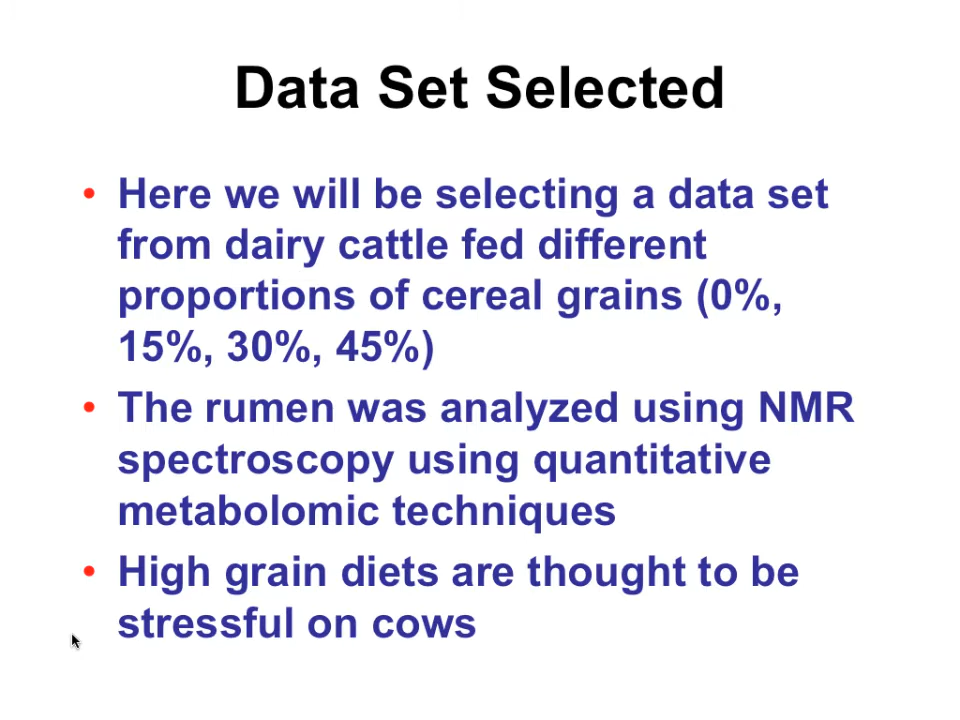 Data Set Selected
• Here we will be selecting a data set
from dairy cattle fed different
proportions of cereal grains (0%,
15%, 30%, 45%)
• The rumen was analyzed using NMR
spectroscopy using quantitative
metabolomic techniques
• High grain diets are thought to be
stressful on cows